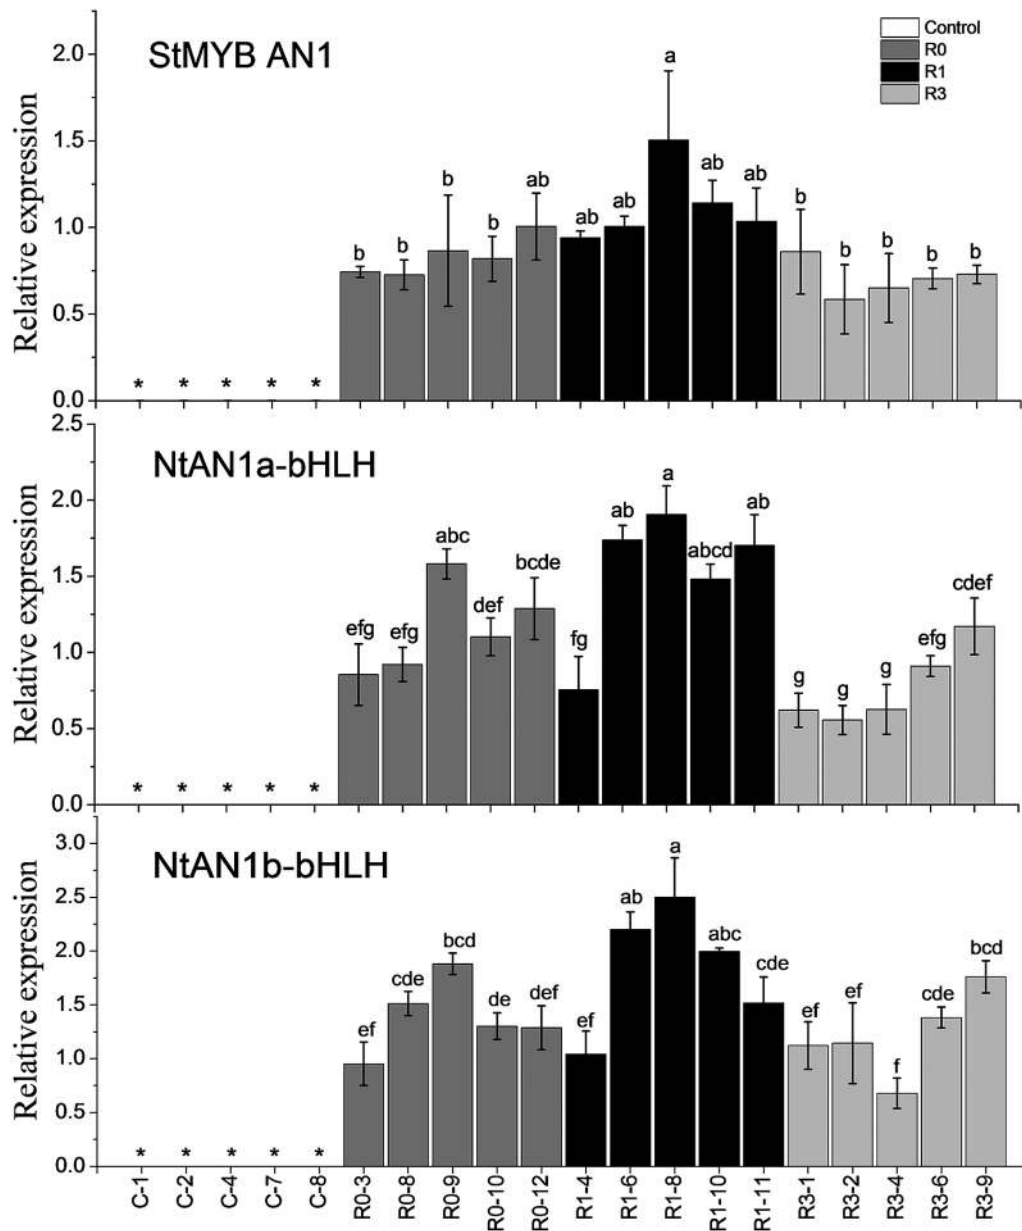 StMYB AN1
Control
R0
R1
R3
Relative expression
2.0
1.5
1.0
0.5
0.0
* * * * *
b b b b ab ab ab a ab ab b b b b b
NtAN1a-bHLH
Relative expression
2.5
2.0
1.5
1.0
0.5
0.0
* * * * *
efg efg abc def bcde fg ab a abcd ab g g g efg cdef
NtAN1b-bHLH
Relative expression
3.0
2.5
2.0
1.5
1.0
0.5
0.0
* * * * *
ef cde bcd de def ef ab a abc cde ef ef f cde bcd
C-1 C-2 C-4 C-7 C-8 R0-3 R0-8 R0-9 R0-10 R0-12 R1-4 R1-6 R1-8 R1-10 R1-11 R3-1 R3-2 R3-4 R3-6 R3-9